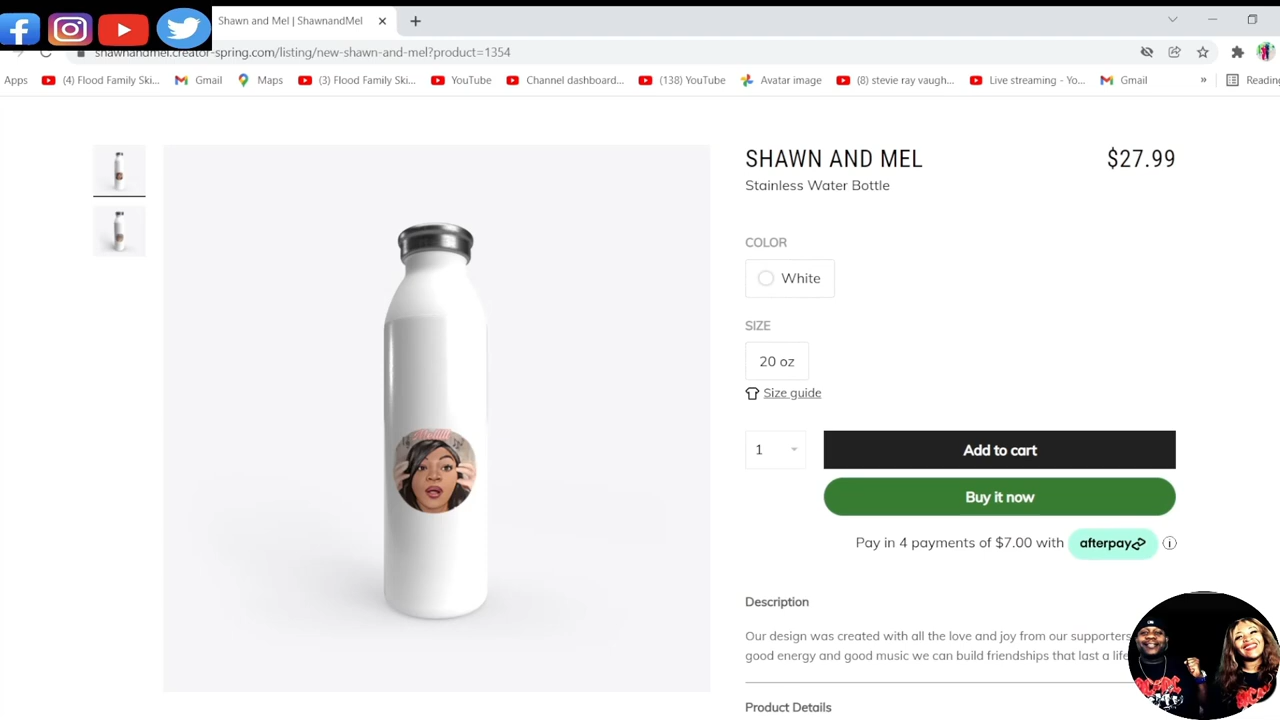 Shawn and Mel | ShawnandMel
shawnandmel.creator-spring.com/listing/new-shawn-and-mel?product=1354
Apps (4) Flood Family Ski... Gmail Maps (3) Flood Family Ski... YouTube Channel dashboard... (138) YouTube Avatar image (8) stevie ray vaugh... Live streaming - Yo... Gmail » Reading
SHAWN AND MEL $27.99
Stainless Water Bottle
COLOR
White
SIZE
20 oz
Size guide
1 Add to cart
Buy it now
Pay in 4 payments of $7.00 with afterpay
Description
Our design was created with all the love and joy from our supporters
good energy and good music we can build friendships that last a life
Product Details